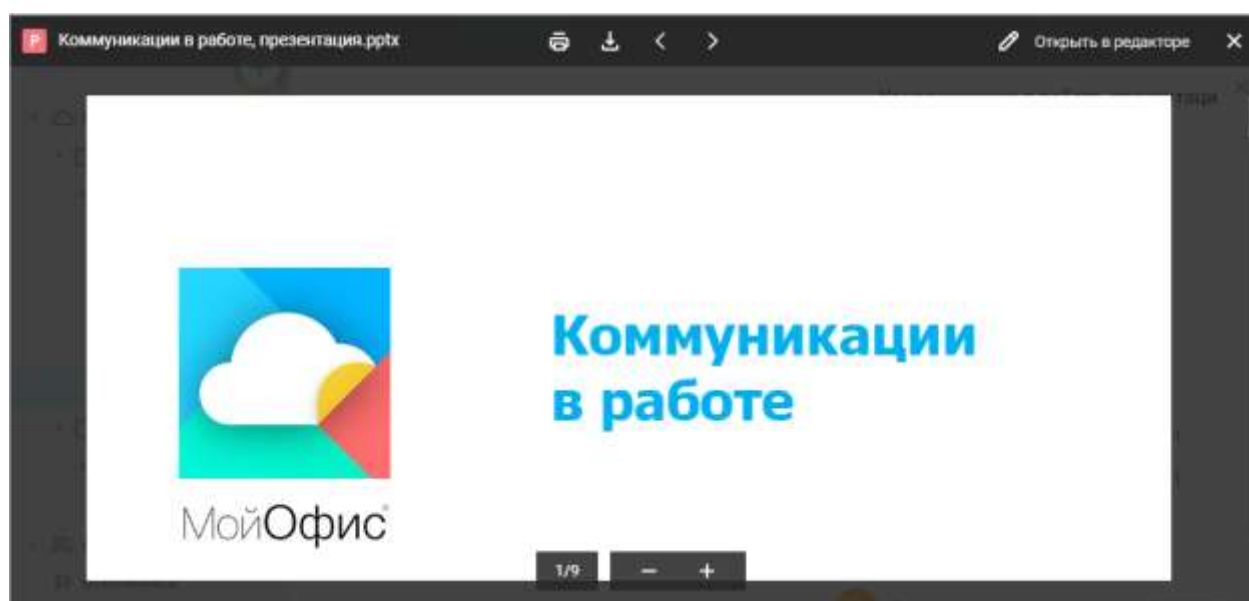 P Коммуникации в работе, презентация.pptx
Открыть в редакторе
Коммуникации
в работе
МойОфис®
1/9